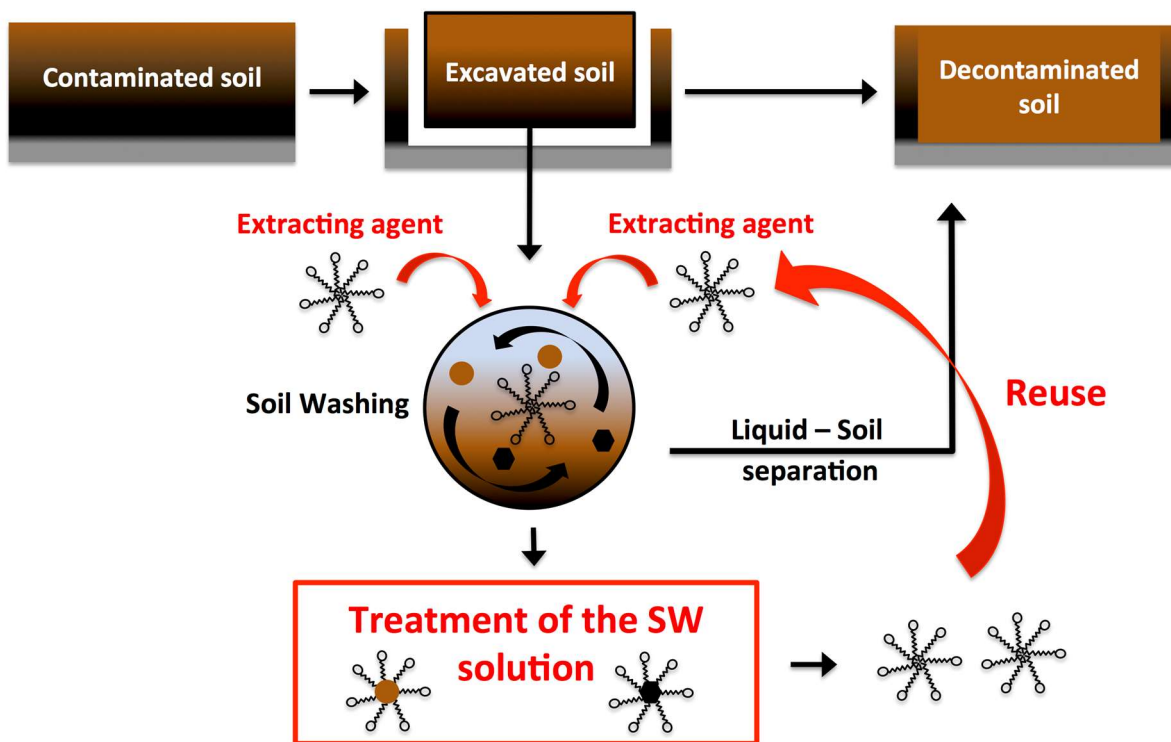 Contaminated soil
Excavated soil
Decontaminated
soil
Extracting agent
Extracting agent
Soil Washing
Reuse
Liquid – Soil
separation
Treatment of the SW
solution